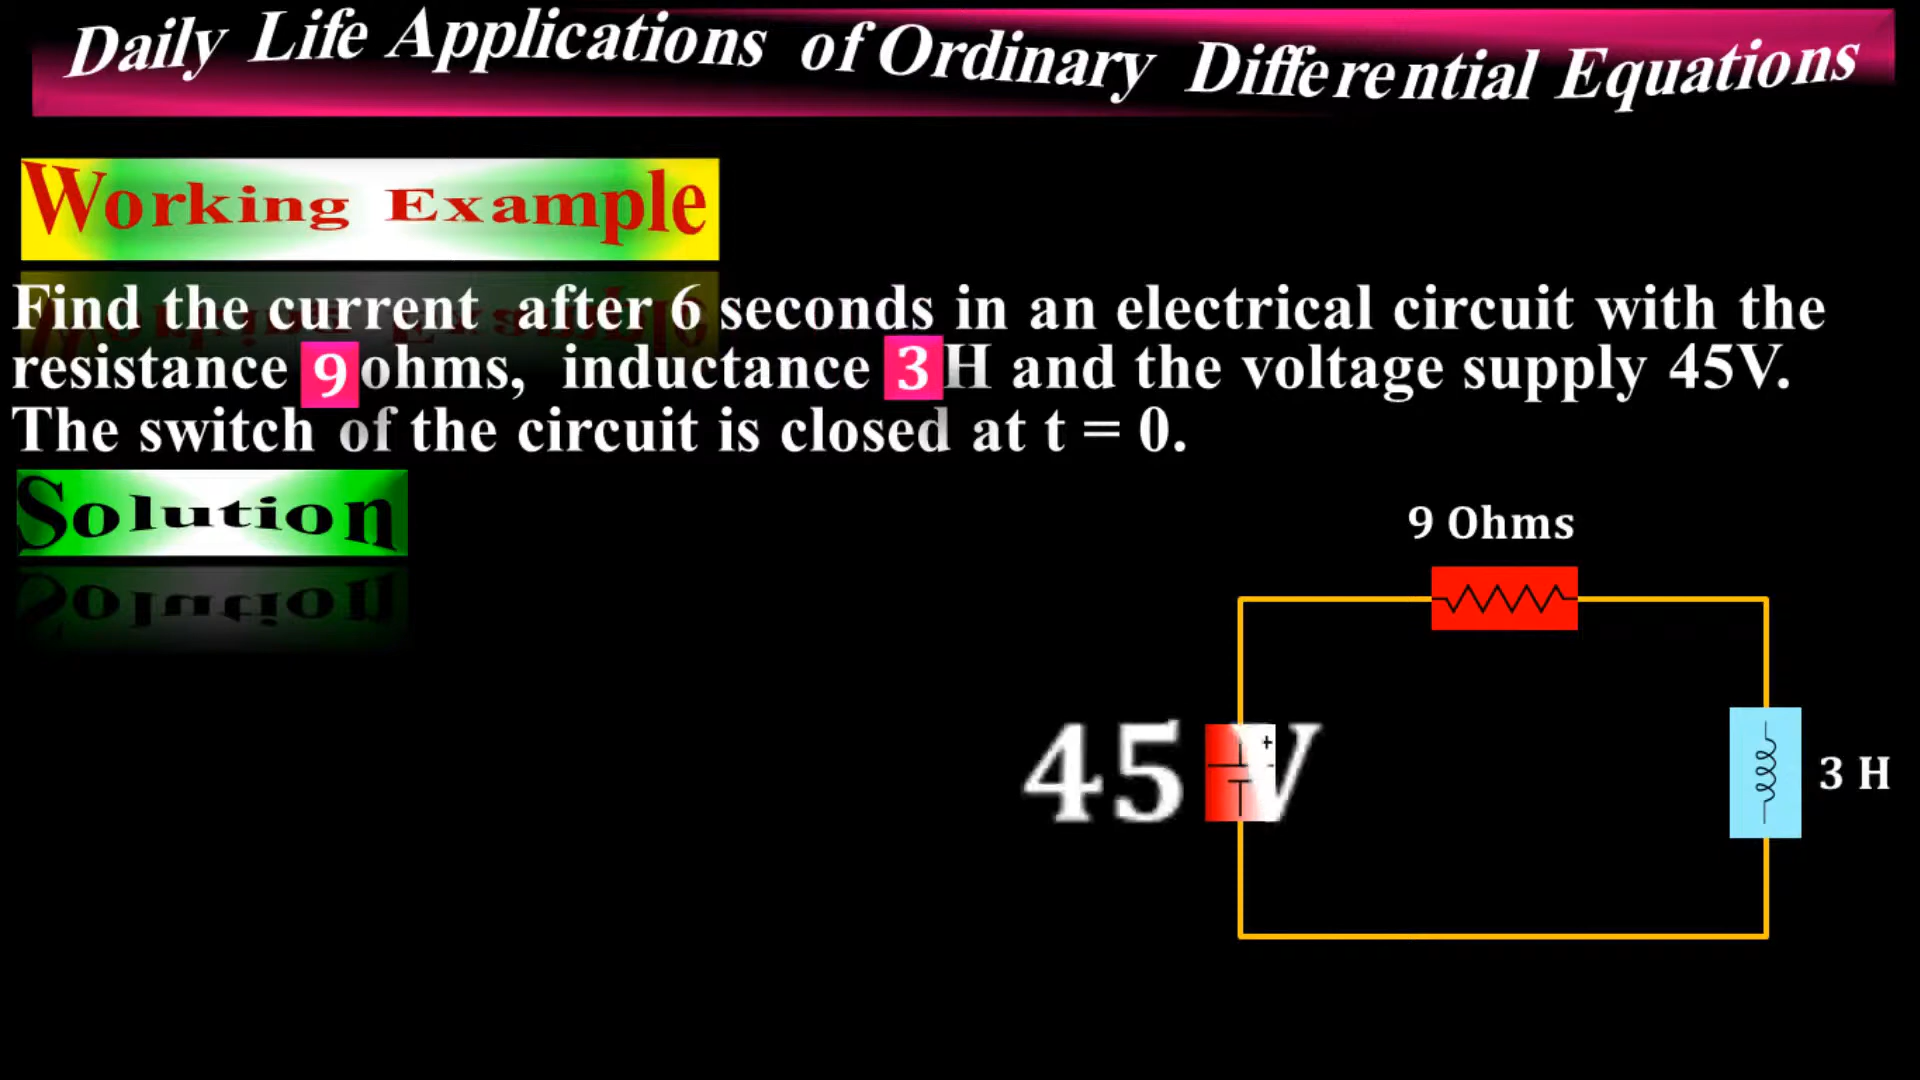 Daily Life Applications of Ordinary Differential Equations
Working Example
Find the current after 6 seconds in an electrical circuit with the
resistance 9 ohms, inductance 3 H and the voltage supply 45V.
The switch of the circuit is closed at t = 0.
Solution
9 Ohms
45 V
+
3 H